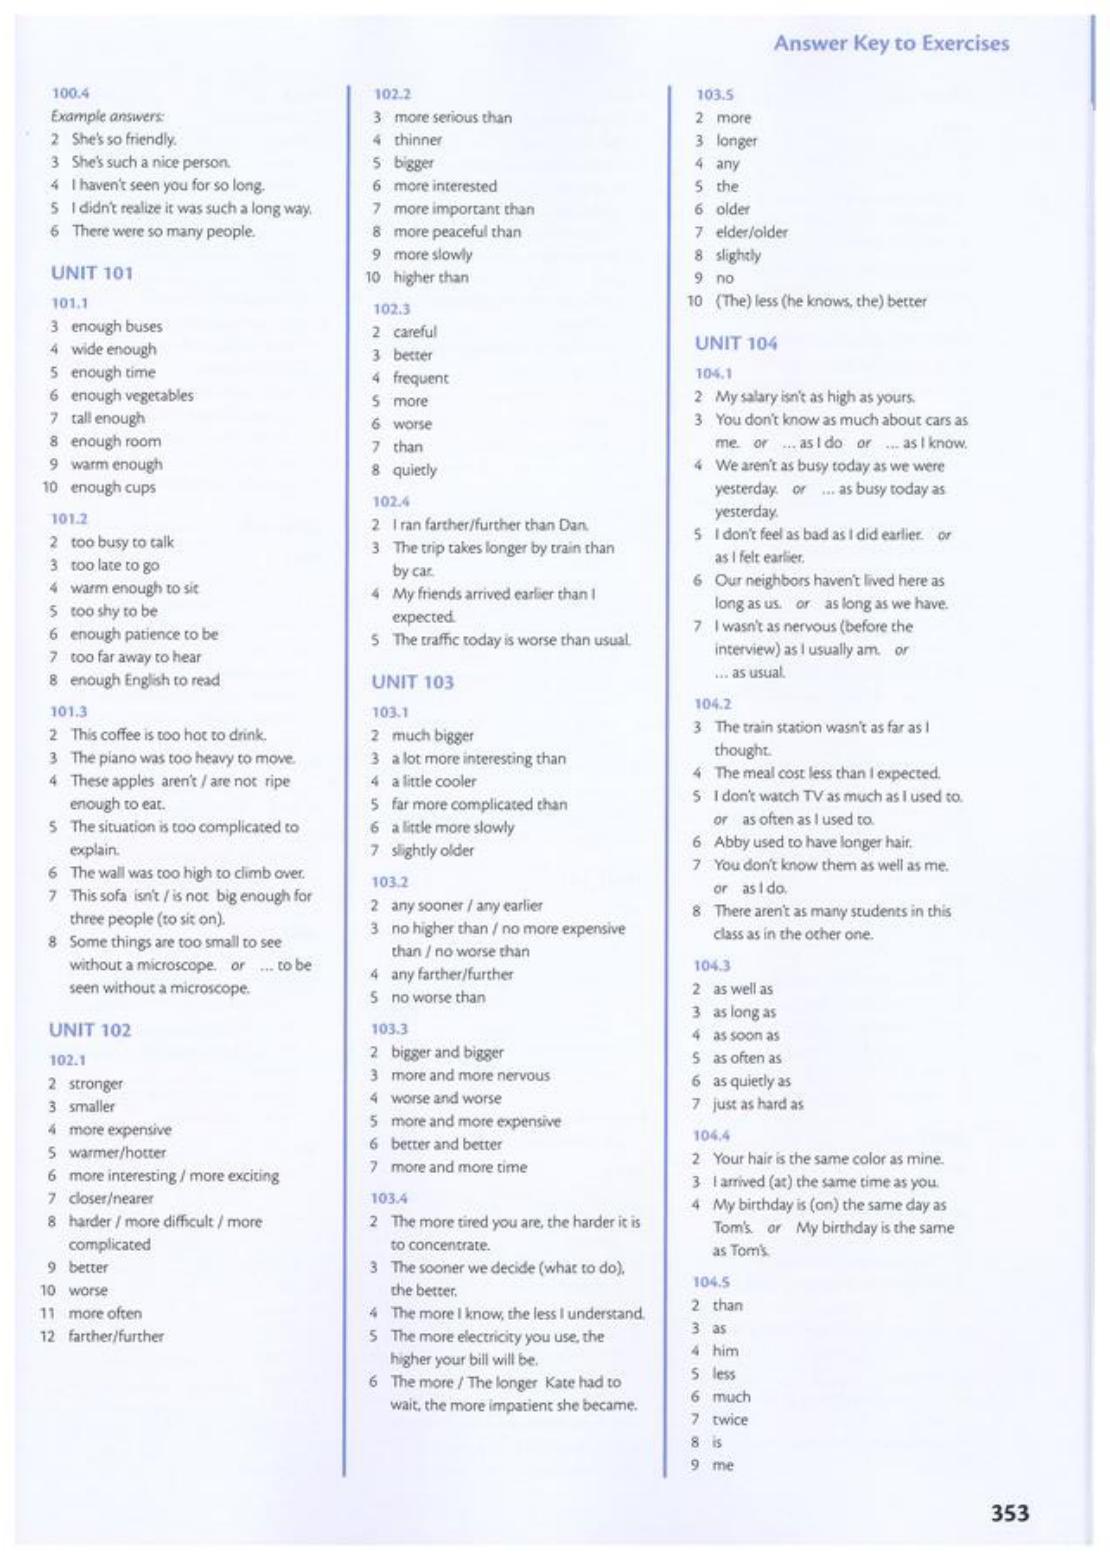 Answer Key to Exercises
100.4
Example answers:
2 She's so friendly.
3 She's such a nice person.
4 I haven't seen you for so long.
5 I didn't realize it was such a long way.
6 There were so many people.
UNIT 101
101.1
3 enough buses
4 wide enough
5 enough time
6 enough vegetables
7 tall enough
8 enough room
9 warm enough
10 enough cups
101.2
2 too busy to talk
3 too late to go
4 warm enough to sit
5 too shy to be
6 enough patience to be
7 too far away to hear
8 enough English to read
101.3
2 This coffee is too hot to drink.
3 The piano was too heavy to move.
4 These apples aren't / are not ripe
enough to eat.
5 The situation is too complicated to
explain.
6 The wall was too high to climb over.
7 This sofa isn't / is not big enough for
three people (to sit on).
8 Some things are too small to see
without a microscope. or ... to be
seen without a microscope.
UNIT 102
102.1
2 stronger
3 smaller
4 more expensive
5 warmer/hotter
6 more interesting / more exciting
7 closer/nearer
8 harder / more difficult / more
complicated
9 better
10 worse
11 more often
12 farther/further
102.2
3 more serious than
4 thinner
5 bigger
6 more interested
7 more important than
8 more peaceful than
9 more slowly
10 higher than
102.3
2 careful
3 better
4 frequent
5 more
6 worse
7 than
8 quietly
102.4
2 I ran farther/further than Dan.
3 The trip takes longer by train than
by car.
4 My friends arrived earlier than I
expected.
5 The traffic today is worse than usual.
UNIT 103
103.1
2 much bigger
3 a lot more interesting than
4 a little cooler
5 far more complicated than
6 a little more slowly
7 slightly older
103.2
2 any sooner / any earlier
3 no higher than / no more expensive
than / no worse than
4 any farther/further
5 no worse than
103.3
2 bigger and bigger
3 more and more nervous
4 worse and worse
5 more and more expensive
6 better and better
7 more and more time
103.4
2 The more tired you are, the harder it is
to concentrate.
3 The sooner we decide (what to do),
the better.
4 The more I know, the less I understand.
5 The more electricity you use, the
higher your bill will be.
6 The more / The longer Kate had to
wait, the more impatient she became.
103.5
2 more
3 longer
4 any
5 the
6 older
7 elder/older
8 slightly
9 no
10 (The) less (he knows, the) better
UNIT 104
104.1
2 My salary isn't as high as yours.
3 You don't know as much about cars as
me. or ... as I do or ... as I know.
4 We aren't as busy today as we were
yesterday. or ... as busy today as
yesterday.
5 I don't feel as bad as I did earlier. or
as I felt earlier.
6 Our neighbors haven't lived here as
long as us. or as long as we have.
7 I wasn't as nervous (before the
interview) as I usually am. or
... as usual.
104.2
3 The train station wasn't as far as I
thought.
4 The meal cost less than I expected.
5 I don't watch TV as much as I used to.
or as often as I used to.
6 Abby used to have longer hair.
7 You don't know them as well as me.
or as I do.
8 There aren't as many students in this
class as in the other one.
104.3
2 as well as
3 as long as
4 as soon as
5 as often as
6 as quietly as
7 just as hard as
104.4
2 Your hair is the same color as mine.
3 I arrived (at) the same time as you.
4 My birthday is (on) the same day as
Tom's. or My birthday is the same
as Tom's.
104.5
2 than
3 as
4 him
5 less
6 much
7 twice
8 is
9 me
353